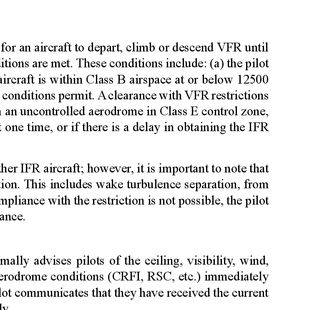 for an aircraft to depart, climb or descend VFR until
itions are met. These conditions include: (a) the pilot
aircraft is within Class B airspace at or below 12500
conditions permit. A clearance with VFR restrictions
an uncontrolled aerodrome in Class E control zone,
one time, or if there is a delay in obtaining the IFR
her IFR aircraft; however, it is important to note that
ion. This includes wake turbulence separation, from
mpliance with the restriction is not possible, the pilot
ance.
mally advises pilots of the ceiling, visibility, wind,
erodrome conditions (CRFI, RSC, etc.) immediately
lot communicates that they have received the current
ly.